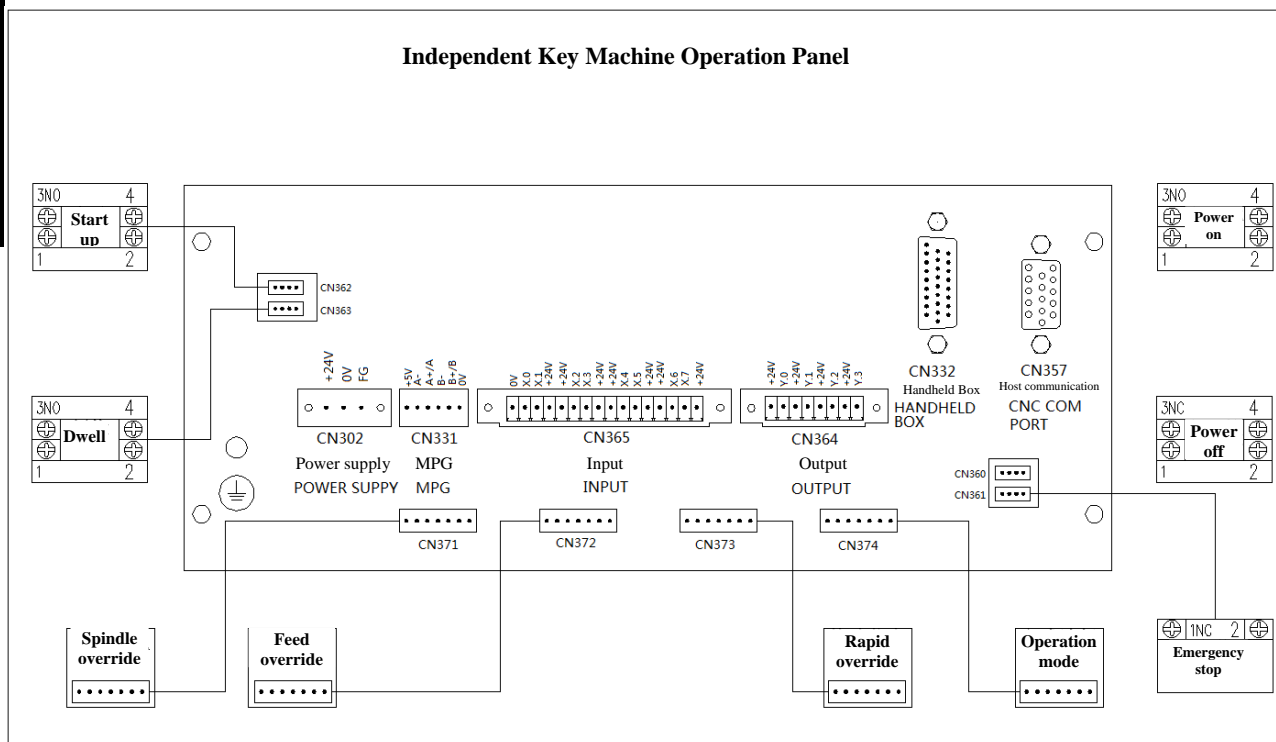 Independent Key Machine Operation Panel
3NO 4
Start
up
1 2
3NO 4
Power
on
1 2
CN362
CN363
+24V
0V
FG
+5V
A-
A+/A
B-
B+/B
0V
0V
X.0
X.1
+24V
+24V
X.2
X.3
+24V
+24V
X.4
X.5
+24V
+24V
X.6
X.7
+24V
+24V
Y.0
+24V
Y.1
+24V
Y.2
+24V
Y.3
CN332
Handheld Box
HANDHELD
BOX
CN357
Host communication
CNC COM
PORT
3NO 4
Dwell
1 2
3NC 4
Power
off
1 2
CN302
Power supply
POWER SUPPY
CN331
MPG
MPG
CN365
Input
INPUT
CN364
Output
OUTPUT
CN360
CN361
CN371
CN372
CN373
CN374
Spindle
override
Feed
override
Rapid
override
Operation
mode
1NC 2
Emergency
stop